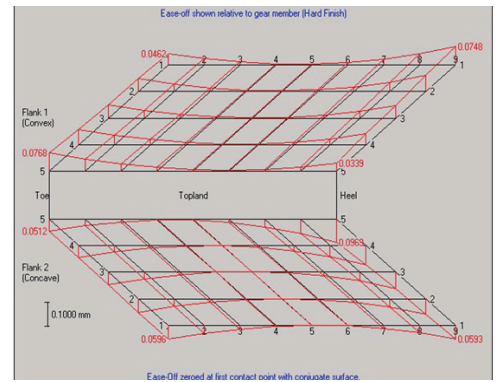 Ease-off shown relative to gear member (Hard Finish)
0.0462 0.0748
1 2 3 4 5 6 7 8 9 1
2 2
3 3
Flank 1
(Convex)
4 4
0.0768 0.0339
5 5
Toe Topland Heel
5 5
0.0512 0.0969
4 4
Flank 2
(Concave)
3 3
2 2
0.1000 mm
1 2 3 4 5 6 7 8 9 1
0.0596 0.0593
Ease-Off zeroed at first contact point with conjugate surface.